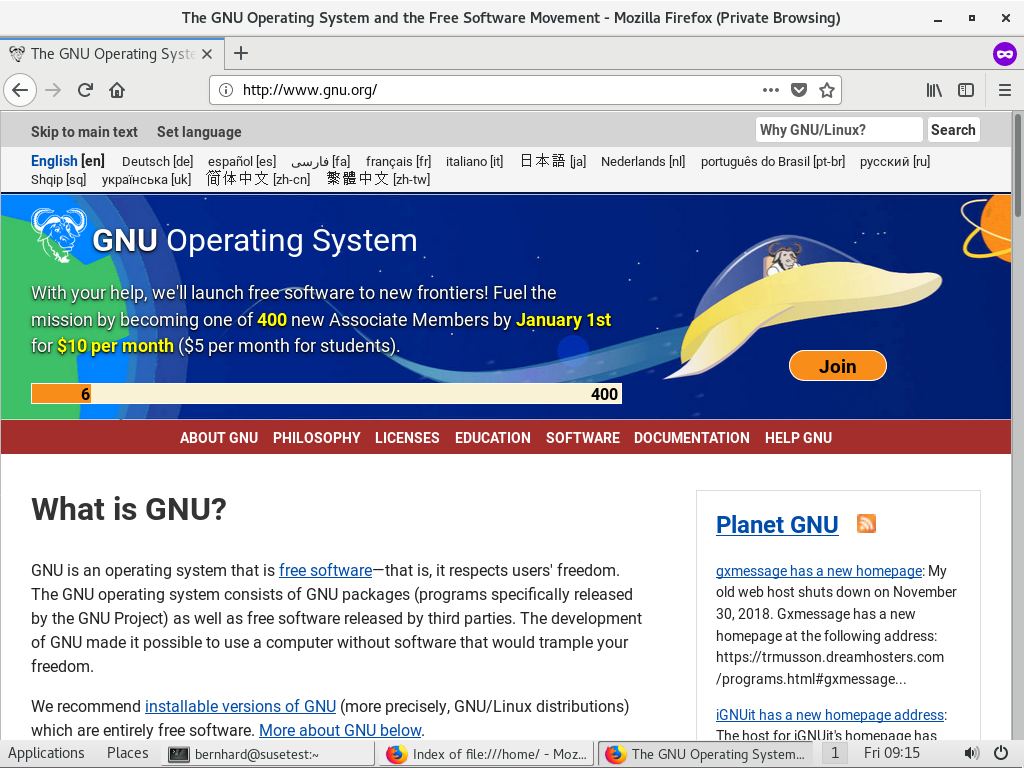 The GNU Operating System and the Free Software Movement - Mozilla Firefox (Private Browsing)
The GNU Operating Syste
http://www.gnu.org/
Skip to main text Set language
Why GNU/Linux? Search
English [en] Deutsch [de] español [es] فارسی [fa] français [fr] italiano [it] 日本語 [ja] Nederlands [nl] português do Brasil [pt-br] русский [ru]
Shqip [sq] українська [uk] 简体中文 [zh-cn] 繁體中文 [zh-tw]
GNU Operating System
With your help, we'll launch free software to new frontiers! Fuel the
mission by becoming one of 400 new Associate Members by January 1st
for $10 per month ($5 per month for students).
Join
6 400
ABOUT GNU PHILOSOPHY LICENSES EDUCATION SOFTWARE DOCUMENTATION HELP GNU
What is GNU?
GNU is an operating system that is free software—that is, it respects users' freedom.
The GNU operating system consists of GNU packages (programs specifically released
by the GNU Project) as well as free software released by third parties. The development
of GNU made it possible to use a computer without software that would trample your
freedom.
We recommend installable versions of GNU (more precisely, GNU/Linux distributions)
which are entirely free software. More about GNU below.
Planet GNU
gxmessage has a new homepage: My
old web host shuts down on November
30, 2018. Gxmessage has a new
homepage at the following address:
https://trmusson.dreamhosters.com
/programs.html#gxmessage...
iGNUit has a new homepage address:
The host for iGNUit's homepage has
Applications Places bernhard@susetest:~ Index of file:///home/ - Moz... The GNU Operating System... 1 Fri 09:15